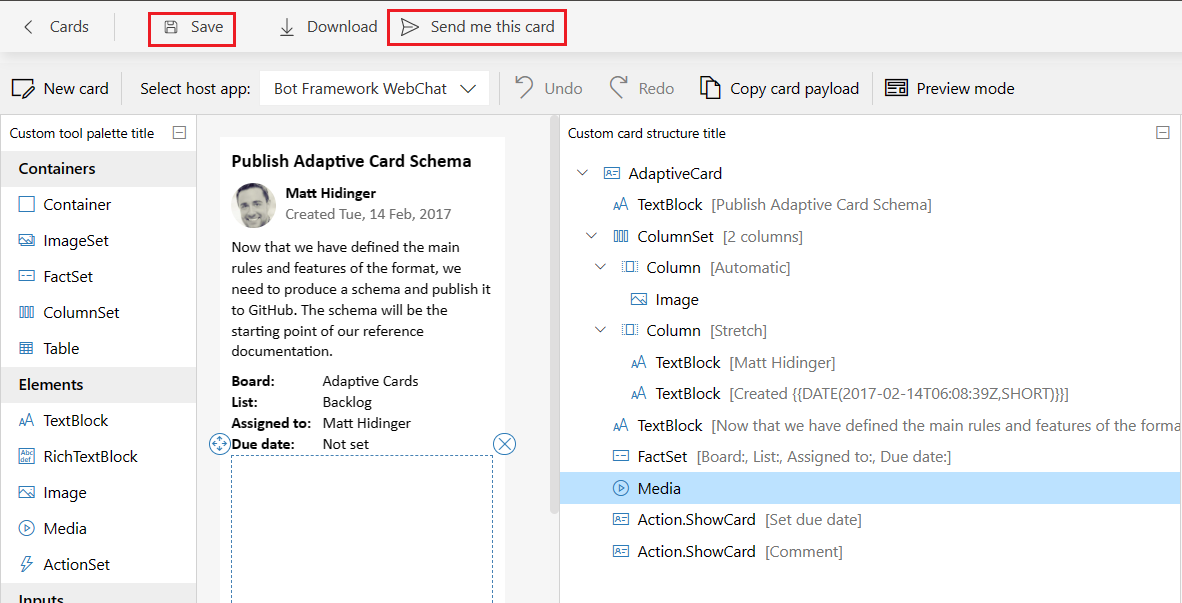 Cards Save Download Send me this card
New card Select host app: Bot Framework WebChat Undo Redo Copy card payload Preview mode
Custom tool palette title
Containers
Container
ImageSet
FactSet
ColumnSet
Table
Elements
TextBlock
RichTextBlock
Image
Media
ActionSet
Inputs
Publish Adaptive Card Schema
Matt Hidinger
Created Tue, 14 Feb, 2017
Now that we have defined the main
rules and features of the format, we
need to produce a schema and publish it
to GitHub. The schema will be the
starting point of our reference
documentation.
Board: Adaptive Cards
List: Backlog
Assigned to: Matt Hidinger
Due date: Not set
Custom card structure title
AdaptiveCard
TextBlock [Publish Adaptive Card Schema]
ColumnSet [2 columns]
Column [Automatic]
Image
Column [Stretch]
TextBlock [Matt Hidinger]
TextBlock [Created {{DATE(2017-02-14T06:08:39Z,SHORT)}}]
TextBlock [Now that we have defined the main rules and features of the forma
FactSet [Board:, List:, Assigned to:, Due date:]
Media
Action.ShowCard [Set due date]
Action.ShowCard [Comment]